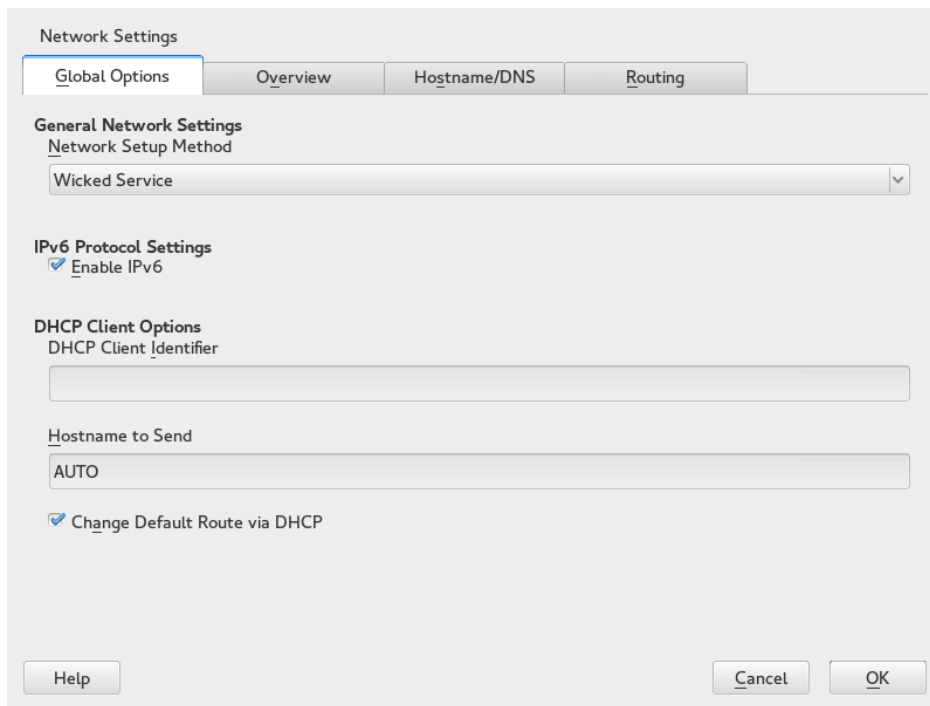 Network Settings
Global Options Overview Hostname/DNS Routing
General Network Settings
Network Setup Method
Wicked Service
IPv6 Protocol Settings
Enable IPv6
DHCP Client Options
DHCP Client Identifier
Hostname to Send
AUTO
Change Default Route via DHCP
Help Cancel OK